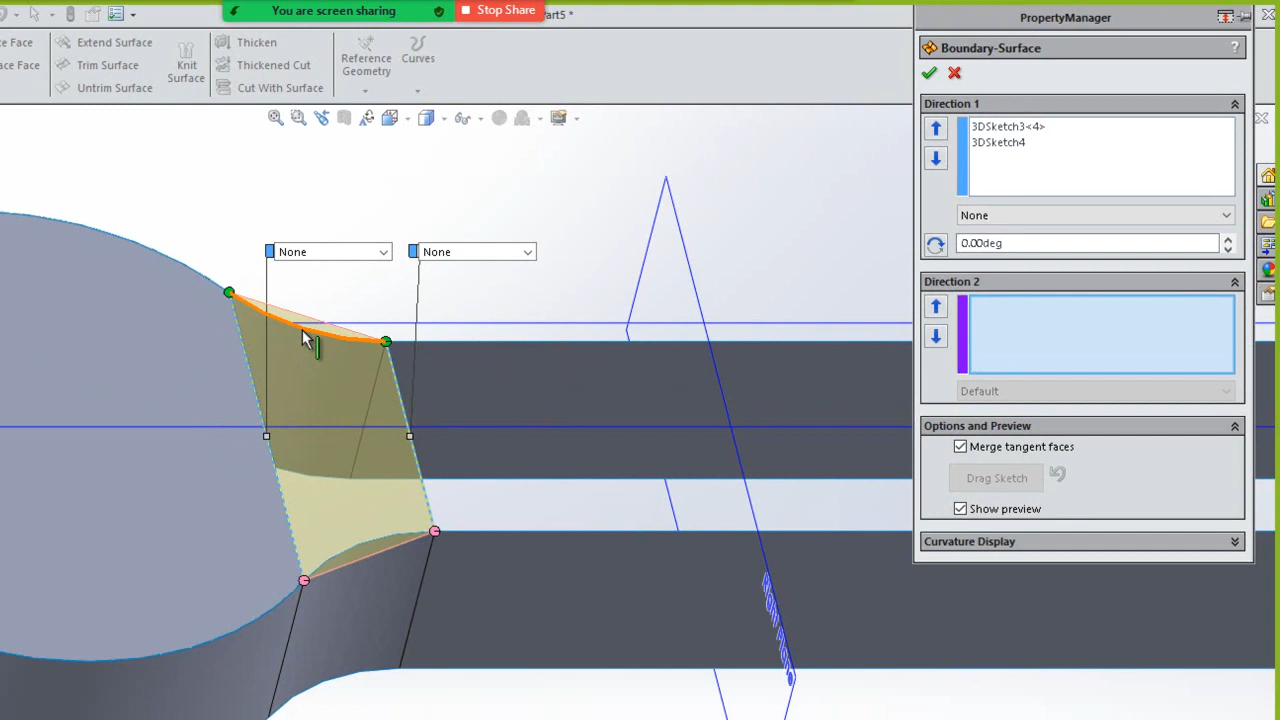 You are screen sharing
Stop Share
art5 *
PropertyManager
ce Face
Extend Surface
Thicken
ce Face
Trim Surface
Knit Surface
Thickened Cut
Untrim Surface
Cut With Surface
Reference Geometry
Curves
Boundary-Surface
?
Direction 1
3DSketch3<4>
3DSketch4
None
0.00deg
None
None
Direction 2
Default
Options and Preview
Merge tangent faces
Drag Sketch
Show preview
Curvature Display